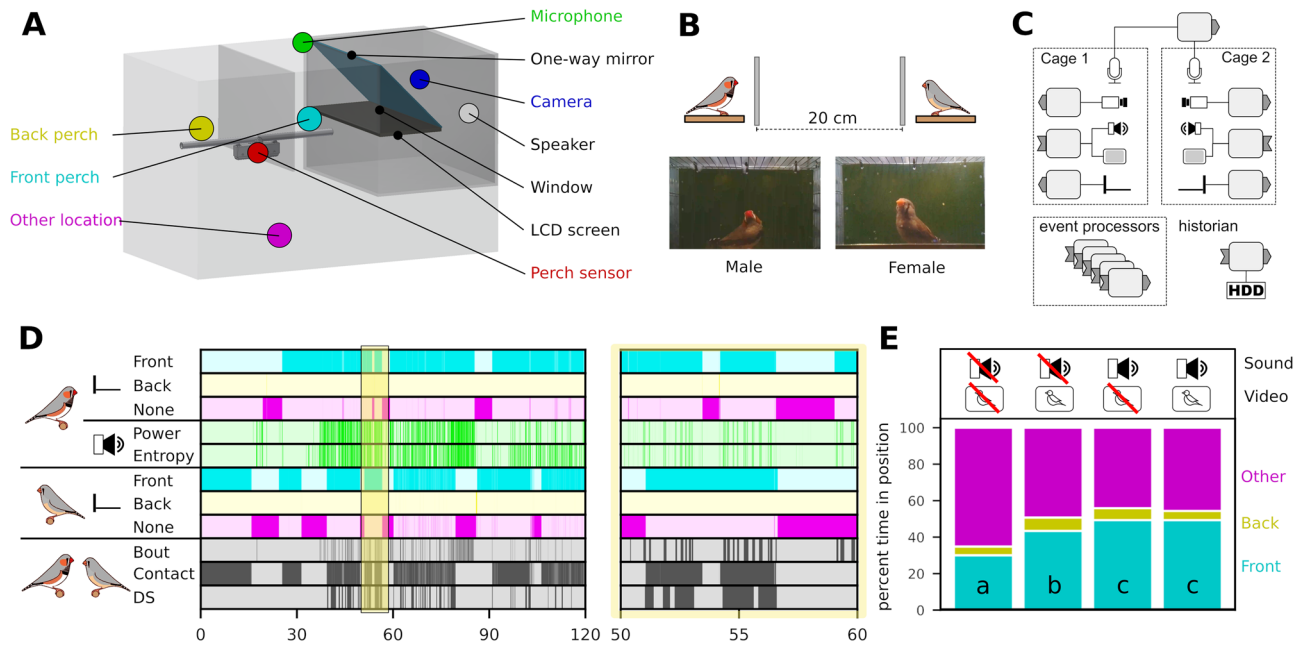 A
Microphone
One-way mirror
Camera
Speaker
Window
LCD screen
Perch sensor
Back perch
Front perch
Other location
B
20 cm
Male
Female
C
Cage 1
Cage 2
event processors
historian
HDD
D
Front
Back
None
Power
Entropy
Front
Back
None
Bout
Contact
DS
0 30 60 90 120
50 55 60
E
Sound
Video
percent time in position
100
80
60
40
20
0
Other
Back
Front
a b c c